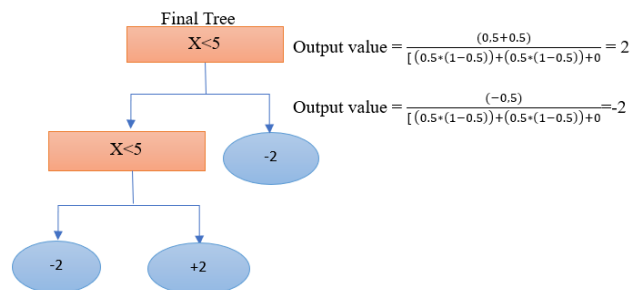 Final Tree
X<5
Output value = (0.5+0.5) / [ (0.5*(1−0.5))+(0.5*(1−0.5))+0 = 2
Output value = (−0.5) / [ (0.5*(1−0.5))+(0.5*(1−0.5))+0 =-2
X<5
-2
-2
+2